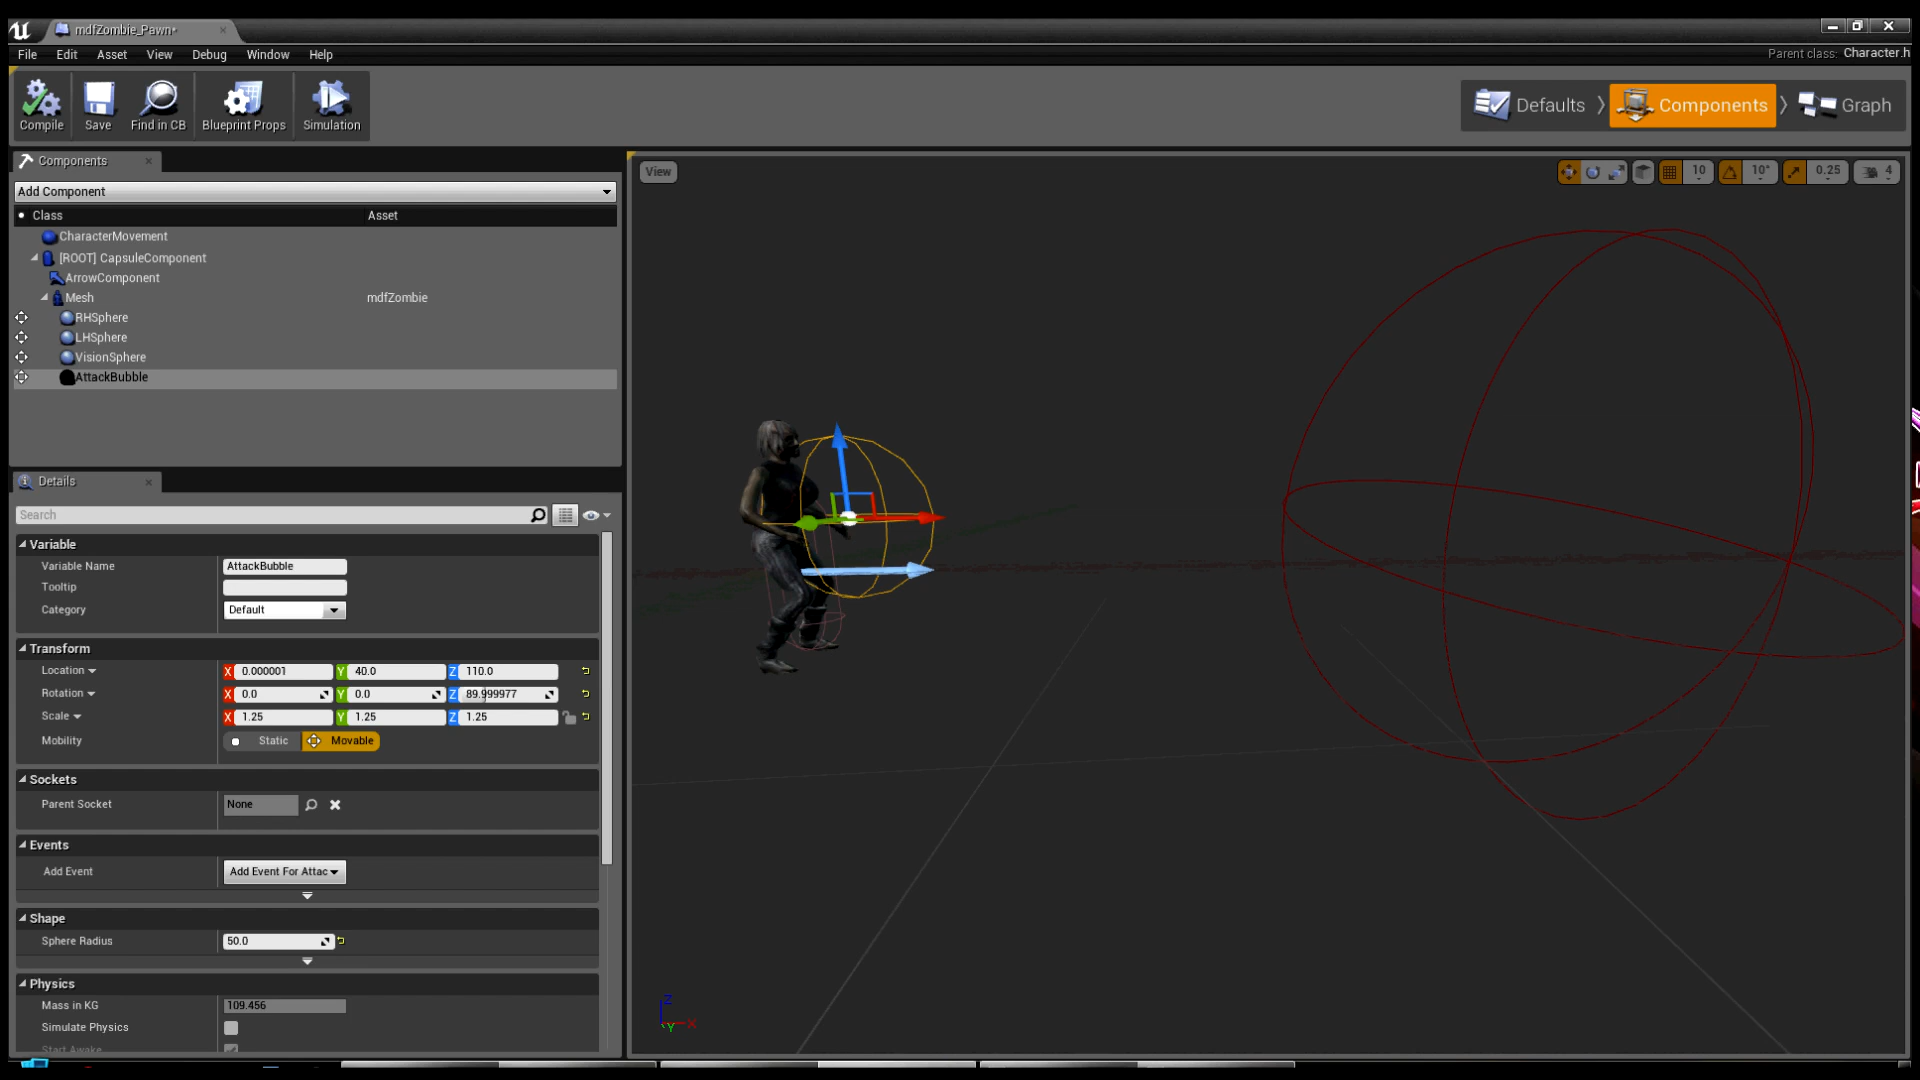 mdfZombie_Pawn*
File Edit Asset View Debug Window Help
Parent class: Character.h
Compile Save Find in CB Blueprint Props Simulation
Defaults Components Graph
Components
Add Component
Class Asset
CharacterMovement
[ROOT] CapsuleComponent
ArrowComponent
Mesh mdfZombie
RHSphere
LHSphere
VisionSphere
AttackBubble
Details
Search
Variable
Variable Name AttackBubble
Tooltip
Category Default
Transform
Location X 0.000001 Y 40.0 Z 110.0
Rotation X 0.0 Y 0.0 Z 89.999977
Scale X 1.25 Y 1.25 Z 1.25
Mobility Static Movable
Sockets
Parent Socket None
Events
Add Event Add Event For Attac
Shape
Sphere Radius 50.0
Physics
Mass in KG 109.456
Simulate Physics
Start Awake
View
10 10° 0.25 4
Z
Y X